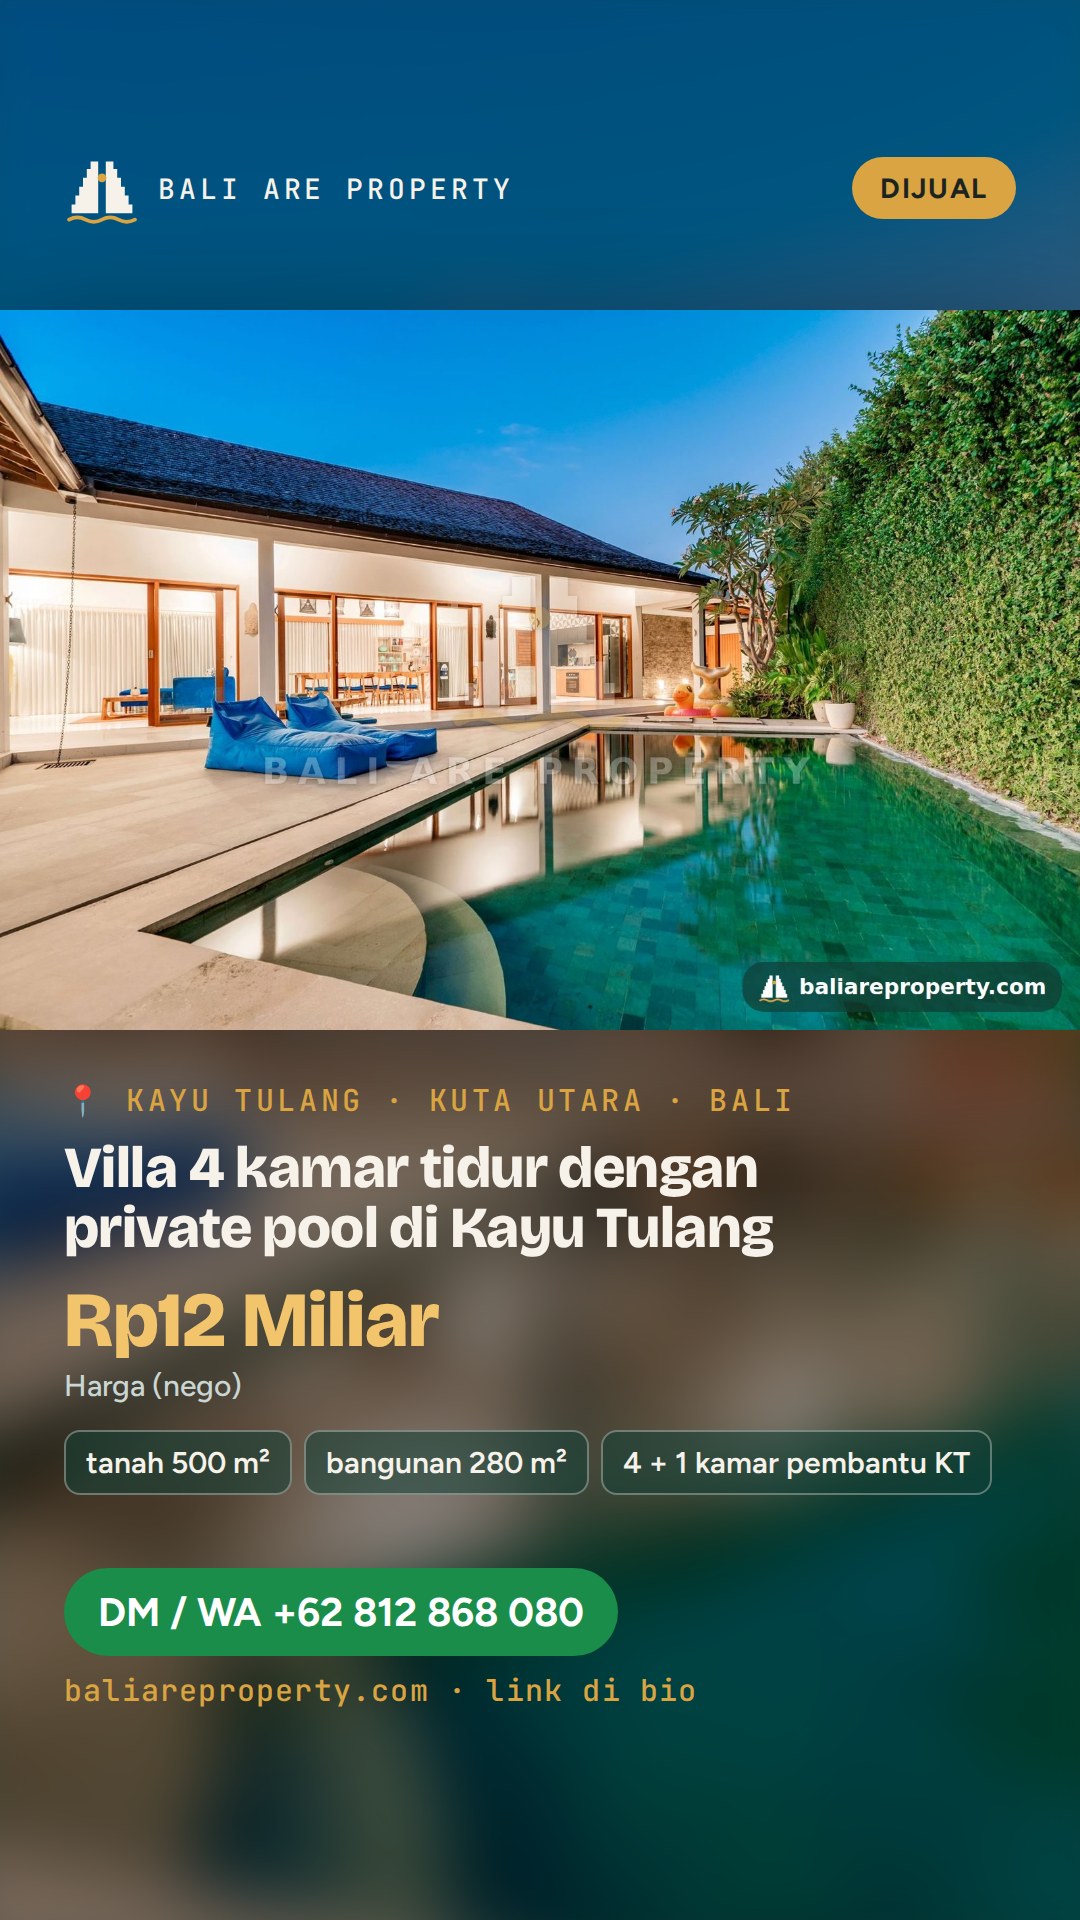 BALI ARE PROPERTY
DIJUAL
BALI ARE PROPERTY
baliareproperty.com
KAYU TULANG · KUTA UTARA · BALI
Villa 4 kamar tidur dengan
private pool di Kayu Tulang
Rp12 Miliar
Harga (nego)
tanah 500 m²
bangunan 280 m²
4 + 1 kamar pembantu KT
DM / WA +62 812 868 080
baliareproperty.com · link di bio